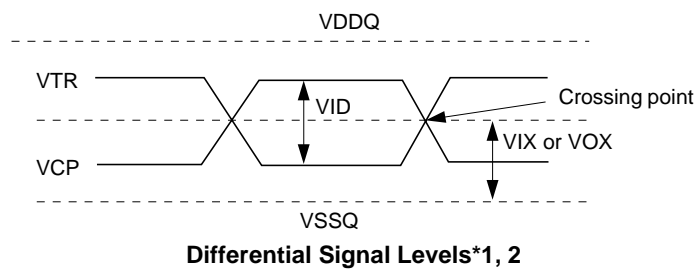 VDDQ
VTR
Crossing point
VID
VIX or VOX
VCP
VSSQ
Differential Signal Levels*1, 2